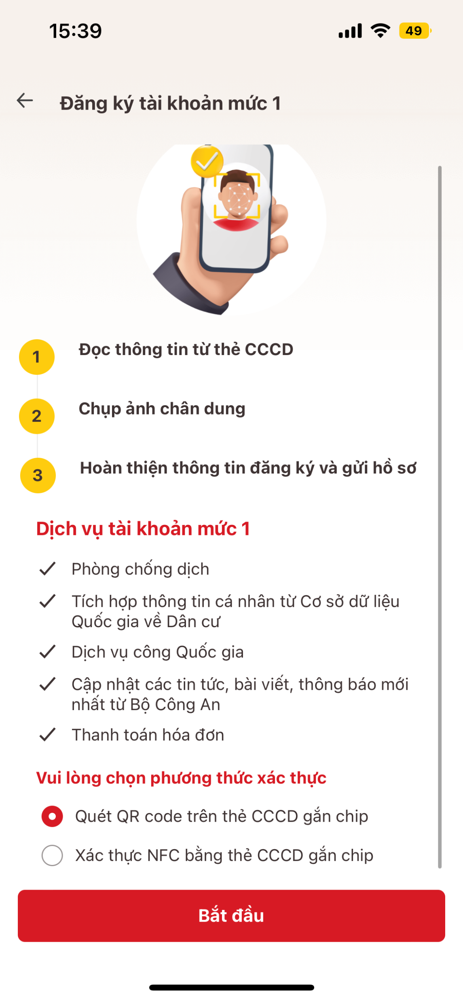 15:39
49
Đăng ký tài khoản mức 1
1
Đọc thông tin từ thẻ CCCD
2
Chụp ảnh chân dung
3
Hoàn thiện thông tin đăng ký và gửi hồ sơ
Dịch vụ tài khoản mức 1
Phòng chống dịch
Tích hợp thông tin cá nhân từ Cơ sở dữ liệu
Quốc gia về Dân cư
Dịch vụ công Quốc gia
Cập nhật các tin tức, bài viết, thông báo mới
nhất từ Bộ Công An
Thanh toán hóa đơn
Vui lòng chọn phương thức xác thực
Quét QR code trên thẻ CCCD gắn chip
Xác thực NFC bằng thẻ CCCD gắn chip
Bắt đầu